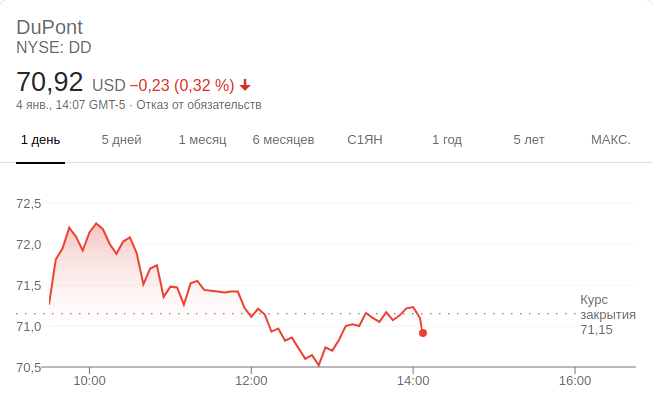 DuPont
NYSE: DD
70,92 USD −0,23 (0,32 %)
4 янв., 14:07 GMT-5 · Отказ от обязательств
1 день 5 дней 1 месяц 6 месяцев С1ЯН 1 год 5 лет МАКС.
72,5
72,0
71,5
71,0
70,5
Курс
закрытия
71,15
10:00 12:00 14:00 16:00